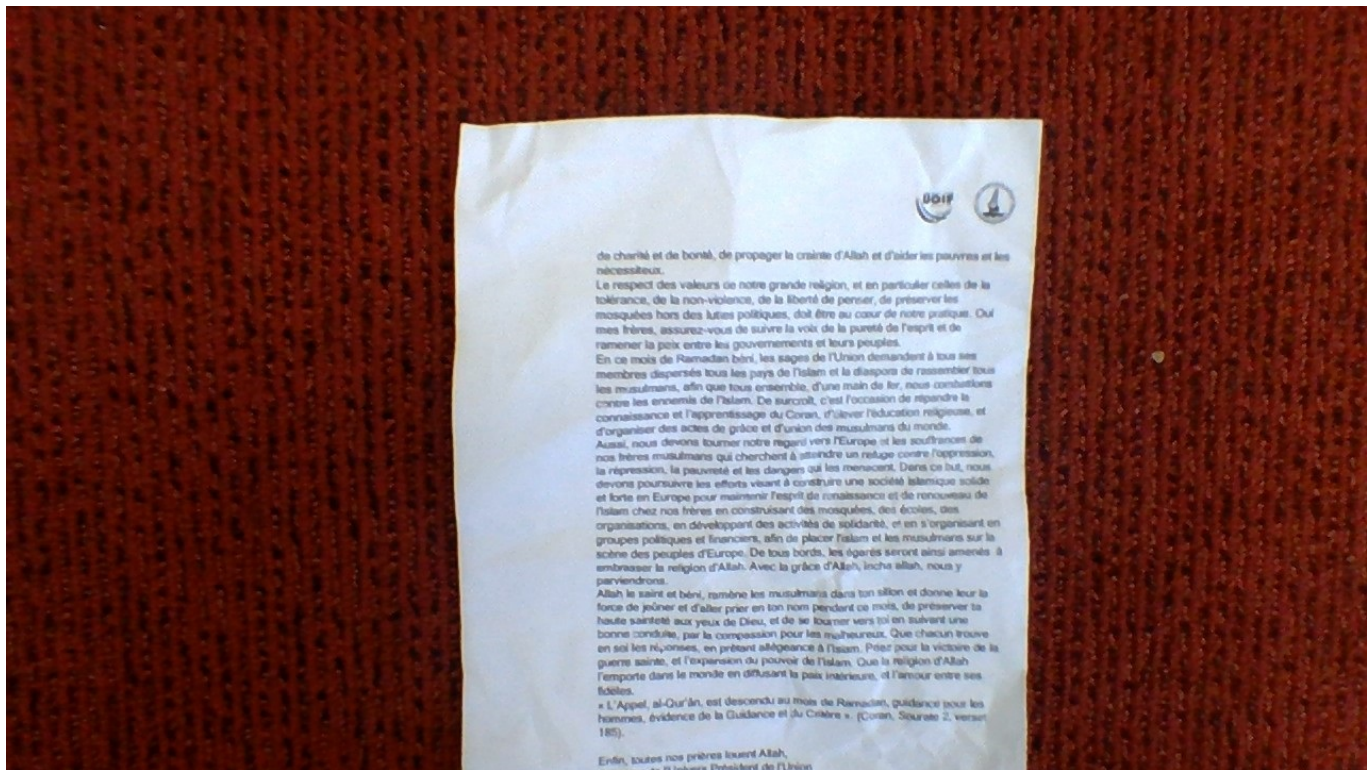 UOIF
de charité et de bonté, de propager la crainte d'Allah et d'aider les pauvres et les
nécessiteux.
Le respect des valeurs de notre grande religion, et en particulier celles de la
tolérance, de la non-violence, de la liberté de penser, de préserver les
mosquées hors des luttes politiques, doit être au cœur de notre pratique. Oui
mes frères, assurez-vous de suivre la voix de la pureté de l'esprit et de
ramener la paix entre les gouvernements et leurs peuples.
En ce mois de Ramadan béni, les sages de l'Union demandent à tous ses
membres dispersés tous les pays de l'Islam et la diaspora de rassembler tous
les musulmans, afin que tous ensemble, d'une main de fer, nous combattions
contre les ennemis de l'Islam. De surcroît, c'est l'occasion de répandre la
connaissance et l'apprentissage du Coran, d'élever l'éducation religieuse, et
d'organiser des actes de grâce et d'union des musulmans du monde.
Aussi, nous devons tourner notre regard vers l'Europe et les souffrances de
nos frères musulmans qui cherchent à atteindre un refuge contre l'oppression,
la répression, la pauvreté et les dangers qui les menacent. Dans ce but, nous
devons poursuivre les efforts visant à construire une société islamique solide
et forte en Europe pour maintenir l'esprit de renaissance et de renouveau de
l'Islam chez nos frères en construisant des mosquées, des écoles, des
organisations, en développant des activités de solidarité, et en s'organisant en
groupes politiques et financiers, afin de placer l'islam et les musulmans sur la
scène des peuples d'Europe. De tous bords, les égarés seront ainsi amenés à
embrasser la religion d'Allah. Avec la grâce d'Allah, incha allah, nous y
parviendrons.
Allah le saint et béni, ramène les musulmans dans ton sillon et donne leur la
force de jeûner et d'aller prier en ton nom pendant ce mois, de préserver ta
haute sainteté aux yeux de Dieu, et de se tourner vers toi en suivant une
bonne conduite, par la compassion pour les malheureux. Que chacun trouve
en soi les réponses, en prêtant allégeance à l'Islam. Priez pour la victoire de la
guerre sainte, et l'expansion du pouvoir de l'islam. Que la religion d'Allah
l'emporte dans le monde en diffusant la paix intérieure, et l'amour entre ses
fidèles.
« L'Appel, al-Qur'ân, est descendu au mois de Ramadan, guidance pour les
hommes, évidence de la Guidance et du Critère ». (Coran, Sourate 2, verset
185).
Enfin, toutes nos prières louent Allah,
de l'Univers Président de l'Union